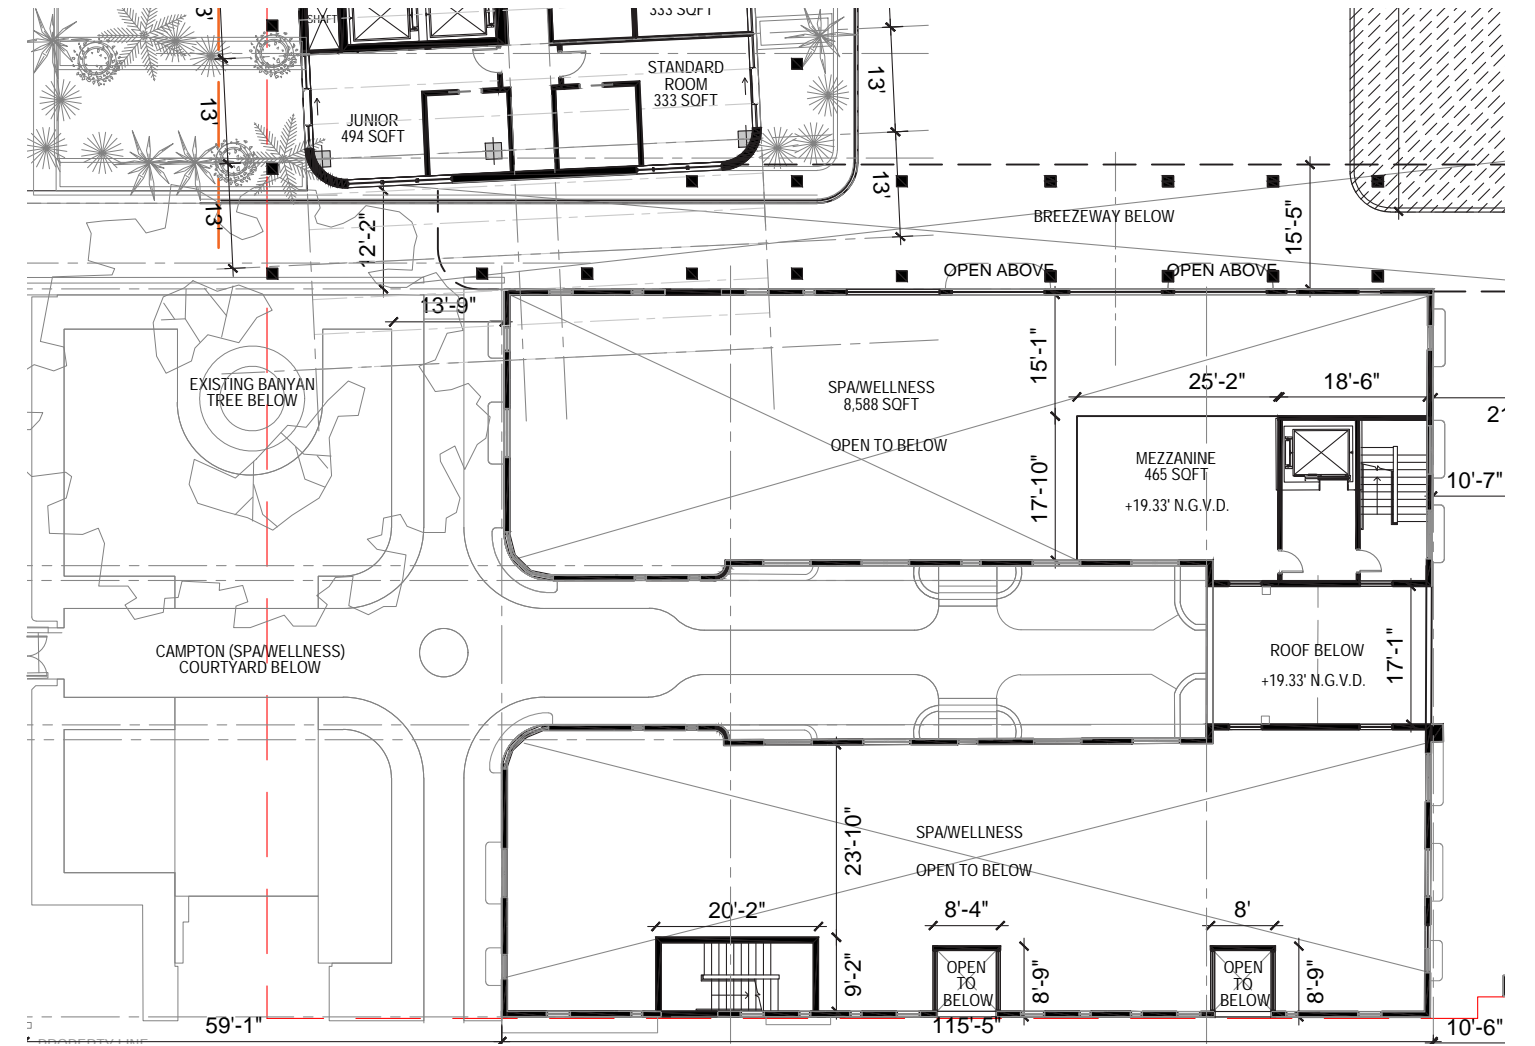 SHAFT
333 SQFT
13'
STANDARD
ROOM
333 SQFT
13'
13'
JUNIOR
494 SQFT
13'
13'
BREEZEWAY BELOW
15'-5"
OPEN ABOVE
OPEN ABOVE
13'-9"
15'-1"
EXISTING BANYAN
TREE BELOW
SPA/WELLNESS
8,588 SQFT
25'-2"
18'-6"
OPEN TO BELOW
MEZZANINE
465 SQFT
17'-10"
10'-7"
+19.33' N.G.V.D.
CAMPTON (SPA/WELLNESS)
COURTYARD BELOW
ROOF BELOW
17'-1"
+19.33' N.G.V.D.
SPA/WELLNESS
23'-10"
OPEN TO BELOW
20'-2"
8'-4"
8'
9'-2"
OPEN
TO
BELOW
8'-9"
OPEN
TO
BELOW
8'-9"
59'-1"
115'-5"
10'-6"
PROPERTY LINE